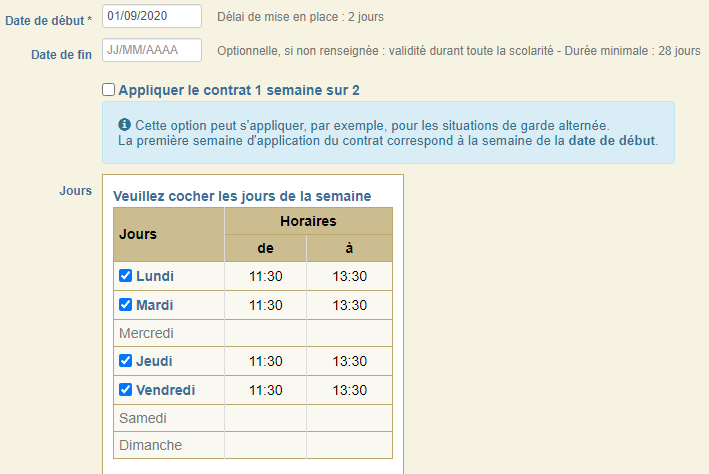 Date de début * 01/09/2020 Délai de mise en place : 2 jours
Date de fin JJ/MM/AAAA Optionnelle, si non renseignée : validité durant toute la scolarité - Durée minimale : 28 jours
Appliquer le contrat 1 semaine sur 2
Cette option peut s'appliquer, par exemple, pour les situations de garde alternée.
La première semaine d'application du contrat correspond à la semaine de la date de début.
Jours
Veuillez cocher les jours de la semaine
Jours Horaires
de à
Lundi 11:30 13:30
Mardi 11:30 13:30
Mercredi
Jeudi 11:30 13:30
Vendredi 11:30 13:30
Samedi
Dimanche